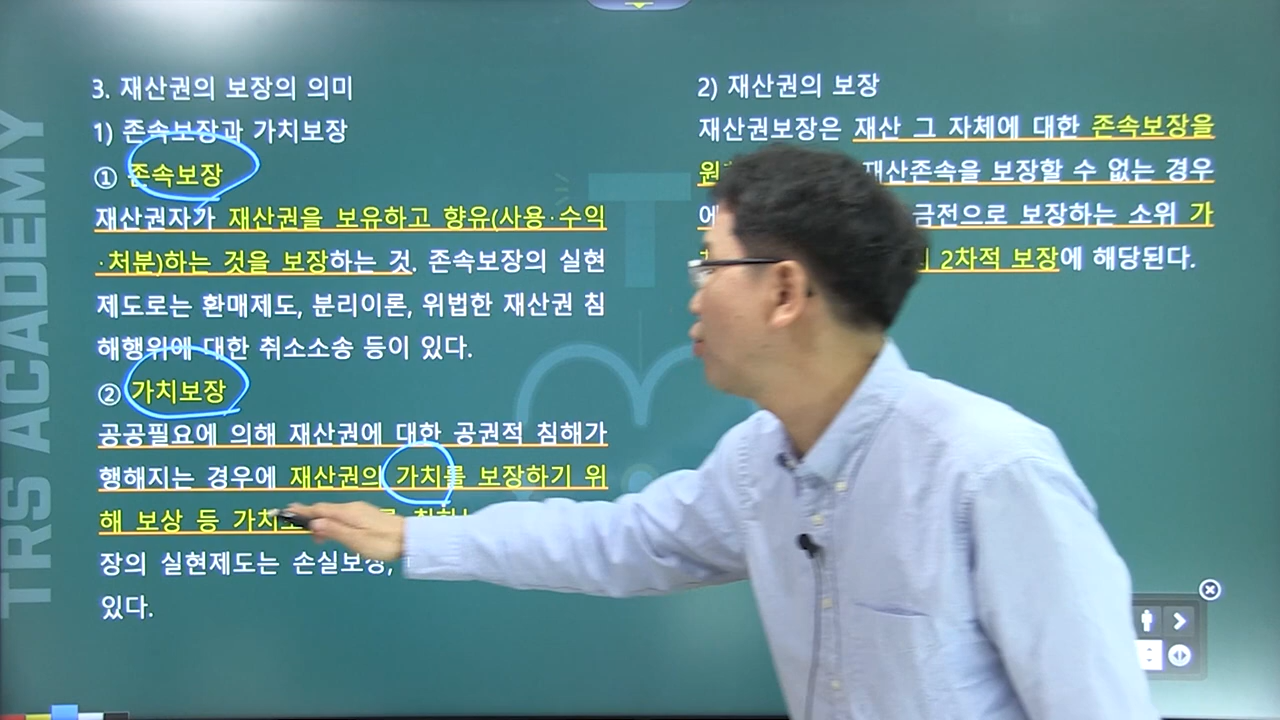 3. 재산권의 보장의 의미
1) 존속보장과 가치보장
① 존속보장
재산권자가 재산권을 보유하고 향유(사용·수익
·처분)하는 것을 보장하는 것. 존속보장의 실현
제도로는 환매제도, 분리이론, 위법한 재산권 침
해행위에 대한 취소소송 등이 있다.
② 가치보장
공공필요에 의해 재산권에 대한 공권적 침해가
행해지는 경우에 재산권의 가치를 보장하기 위
해 보상 등 가치
장의 실현제도는 손실보상,
있다.
2) 재산권의 보장
재산권보장은 재산 그 자체에 대한 존속보장을
재산존속을 보장할 수 없는 경우
에 금전으로 보장하는 소위 가
2차적 보장에 해당된다.
TRS ACADEMY